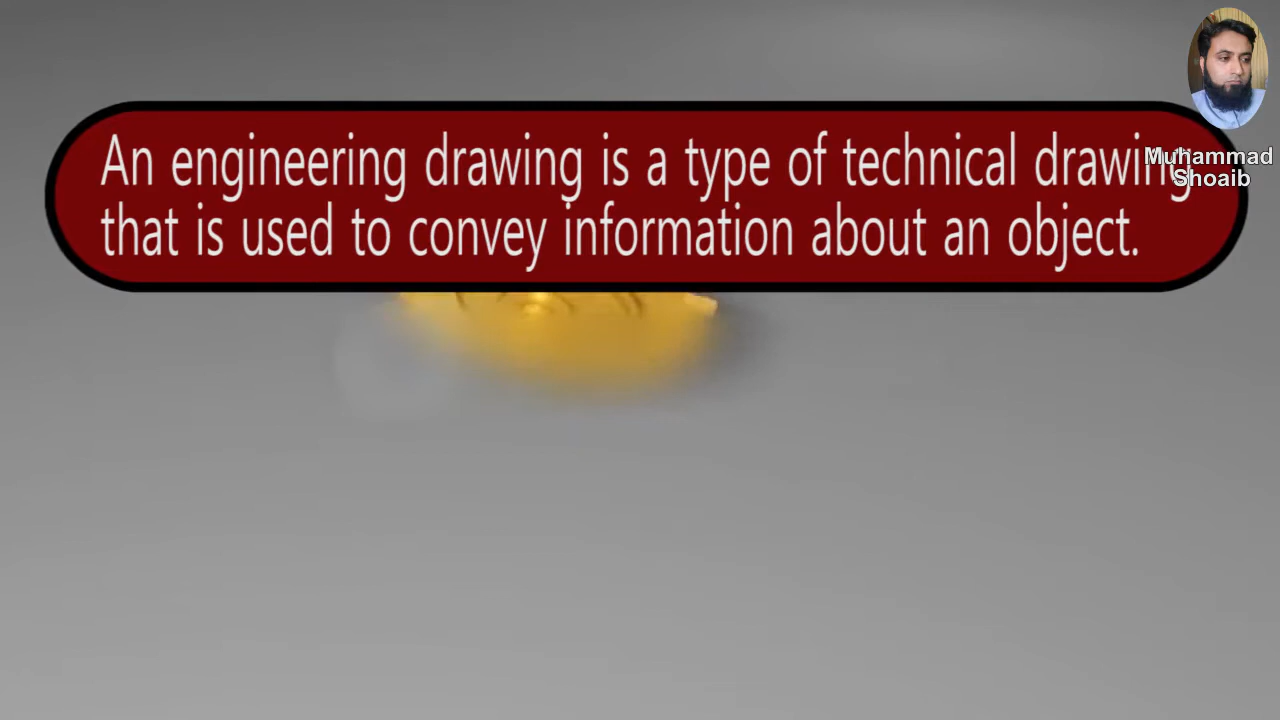 An engineering drawing is a type of technical drawing
that is used to convey information about an object.
Muhammad
Shoaib